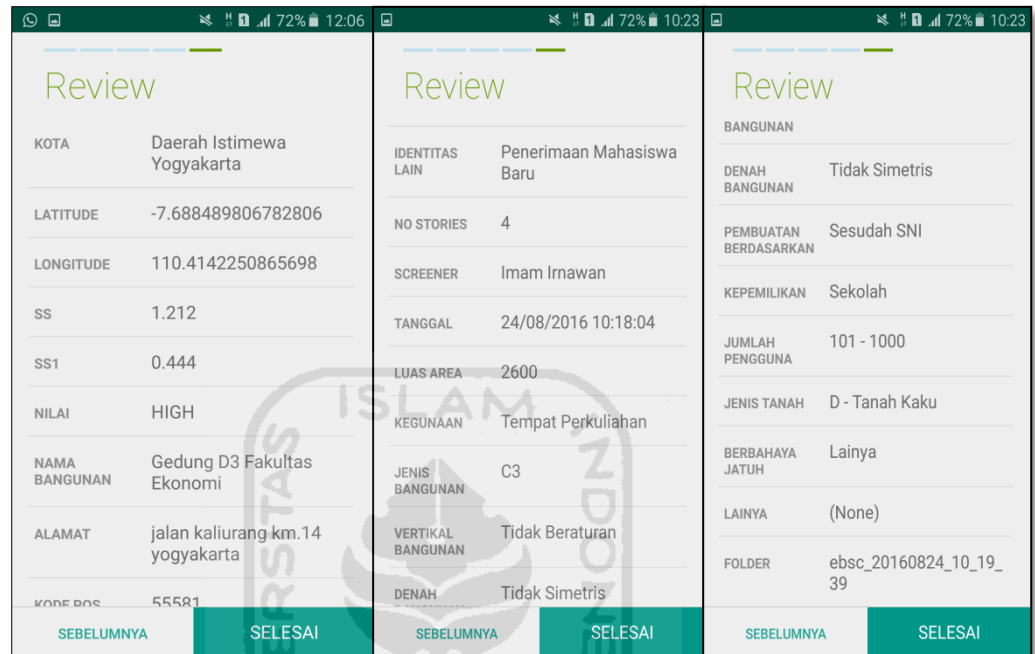 72% 12:06
Review
KOTA Daerah Istimewa
Yogyakarta
LATITUDE -7.688489806782806
LONGITUDE 110.4142250865698
SS 1.212
SS1 0.444
NILAI HIGH
NAMA
BANGUNAN
Gedung D3 Fakultas
Ekonomi
ALAMAT jalan kaliurang km.14
yogyakarta
KODE POS 55581
SEBELUMNYA SELESAI
72% 10:23
Review
IDENTITAS
LAIN
Penerimaan Mahasiswa
Baru
NO STORIES 4
SCREENER Imam Irnawan
TANGGAL 24/08/2016 10:18:04
LUAS AREA 2600
KEGUNAAN Tempat Perkuliahan
JENIS
BANGUNAN
C3
VERTIKAL
BANGUNAN
Tidak Beraturan
DENAH
Tidak Simetris
SEBELUMNYA SELESAI
72% 10:23
Review
BANGUNAN
DENAH
BANGUNAN
Tidak Simetris
PEMBUATAN
BERDASARKAN
Sesudah SNI
KEPEMILIKAN Sekolah
JUMLAH
PENGGUNA
101 - 1000
JENIS TANAH D - Tanah Kaku
BERBAHAYA
JATUH
Lainya
LAINYA (None)
FOLDER ebsc_20160824_10_19_
39
SEBELUMNYA SELESAI
ISLAM